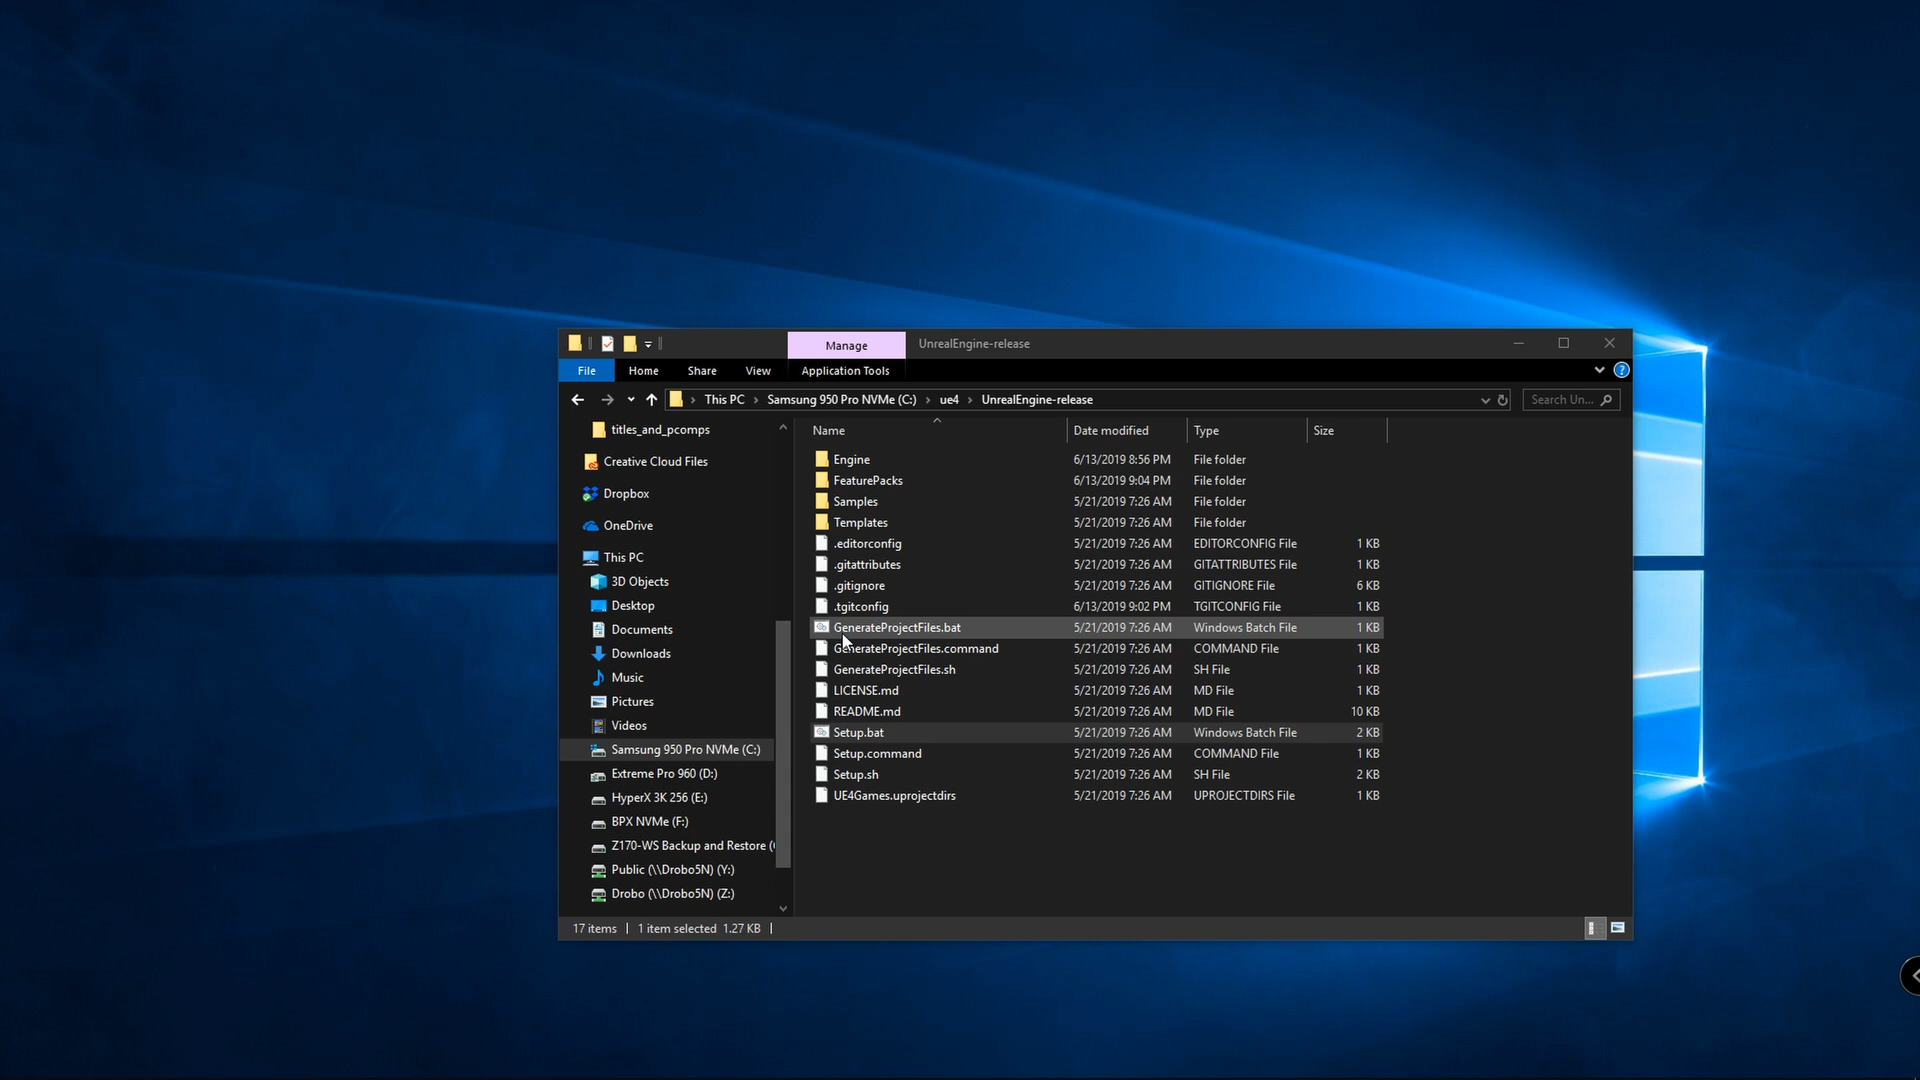 Manage UnrealEngine-release
File Home Share View Application Tools
This PC Samsung 950 Pro NVMe (C:) ue4 UnrealEngine-release Search Un...
titles_and_pcomps
Creative Cloud Files
Dropbox
OneDrive
This PC
3D Objects
Desktop
Documents
Downloads
Music
Pictures
Videos
Samsung 950 Pro NVMe (C:)
Extreme Pro 960 (D:)
HyperX 3K 256 (E:)
BPX NVMe (F:)
Z170-WS Backup and Restore (
Public (\\Drobo5N) (Y:)
Drobo (\\Drobo5N) (Z:)
Name Date modified Type Size
Engine 6/13/2019 8:56 PM File folder
FeaturePacks 6/13/2019 9:04 PM File folder
Samples 5/21/2019 7:26 AM File folder
Templates 5/21/2019 7:26 AM File folder
.editorconfig 5/21/2019 7:26 AM EDITORCONFIG File 1 KB
.gitattributes 5/21/2019 7:26 AM GITATTRIBUTES File 1 KB
.gitignore 5/21/2019 7:26 AM GITIGNORE File 6 KB
.tgitconfig 6/13/2019 9:02 PM TGITCONFIG File 1 KB
GenerateProjectFiles.bat 5/21/2019 7:26 AM Windows Batch File 1 KB
GenerateProjectFiles.command 5/21/2019 7:26 AM COMMAND File 1 KB
GenerateProjectFiles.sh 5/21/2019 7:26 AM SH File 1 KB
LICENSE.md 5/21/2019 7:26 AM MD File 1 KB
README.md 5/21/2019 7:26 AM MD File 10 KB
Setup.bat 5/21/2019 7:26 AM Windows Batch File 2 KB
Setup.command 5/21/2019 7:26 AM COMMAND File 1 KB
Setup.sh 5/21/2019 7:26 AM SH File 2 KB
UE4Games.uprojectdirs 5/21/2019 7:26 AM UPROJECTDIRS File 1 KB
17 items 1 item selected 1.27 KB